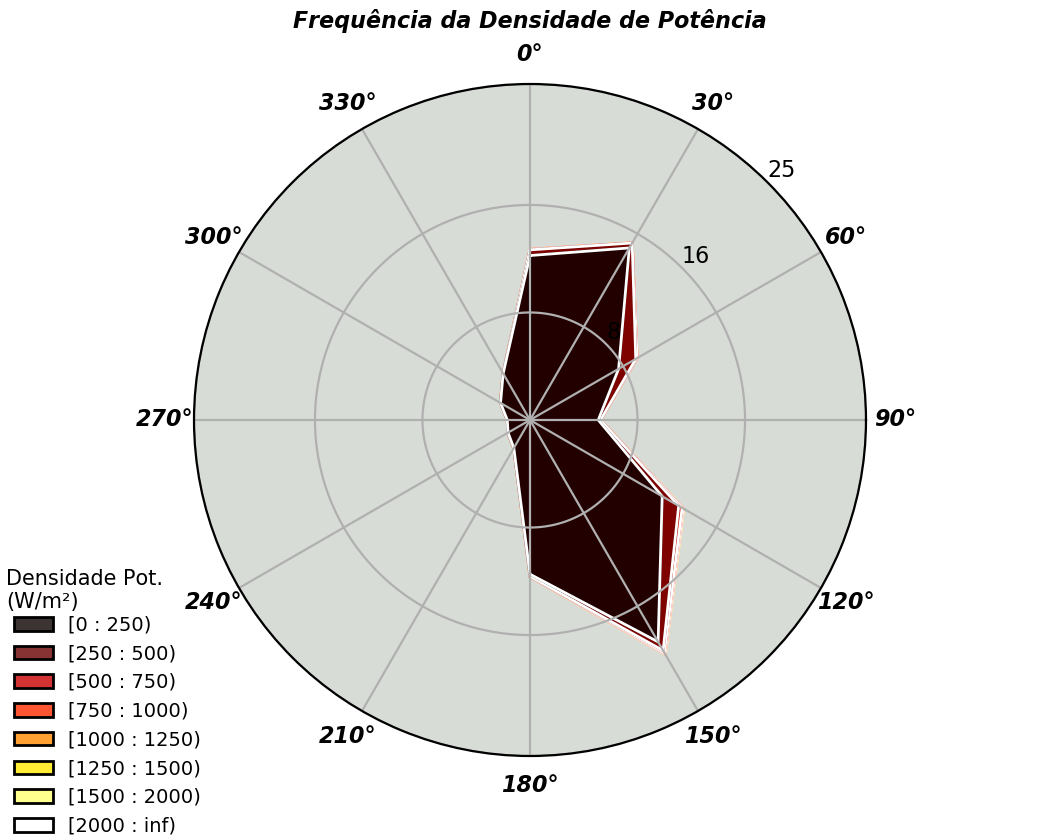 Frequência da Densidade de Potência
0°
330°
30°
25
300°
60°
16
8
270°
90°
Densidade Pot.
(W/m²)
240°
120°
[0 : 250)
[250 : 500)
[500 : 750)
[750 : 1000)
210°
150°
[1000 : 1250)
[1250 : 1500)
180°
[1500 : 2000)
[2000 : inf)